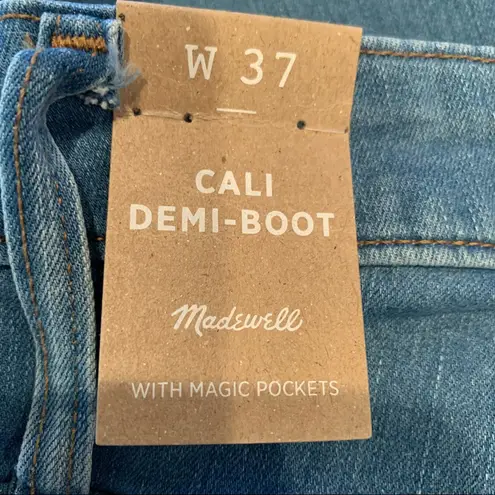 W 37
CALI
DEMI-BOOT
Madewell
WITH MAGIC POCKETS